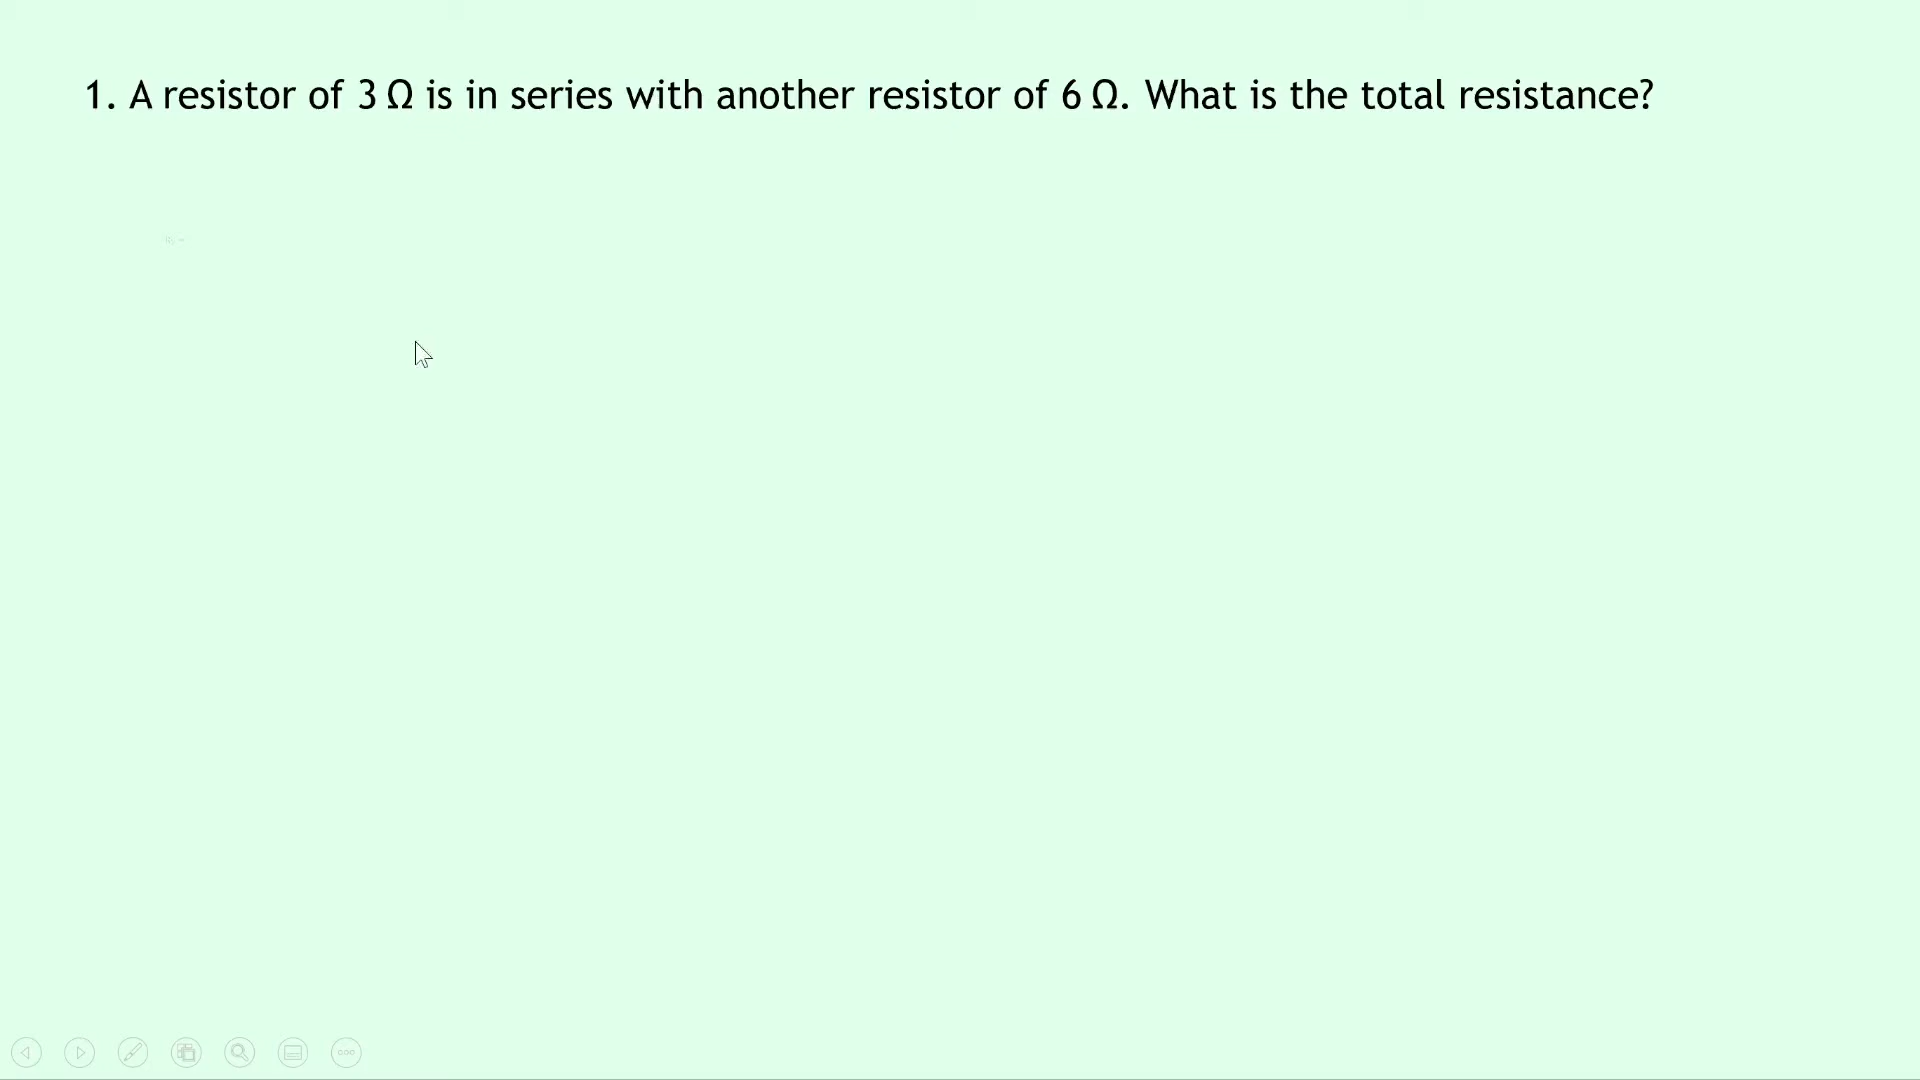 1. A resistor of 3 Ω is in series with another resistor of 6 Ω. What is the total resistance?